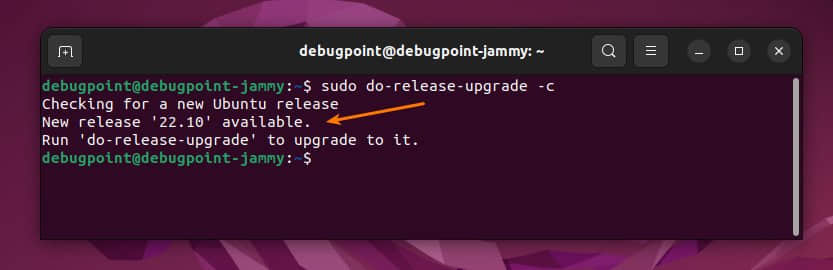 debugpoint@debugpoint-jammy: ~
debugpoint@debugpoint-jammy:~$ sudo do-release-upgrade -c
Checking for a new Ubuntu release
New release '22.10' available.
Run 'do-release-upgrade' to upgrade to it.
debugpoint@debugpoint-jammy:~$